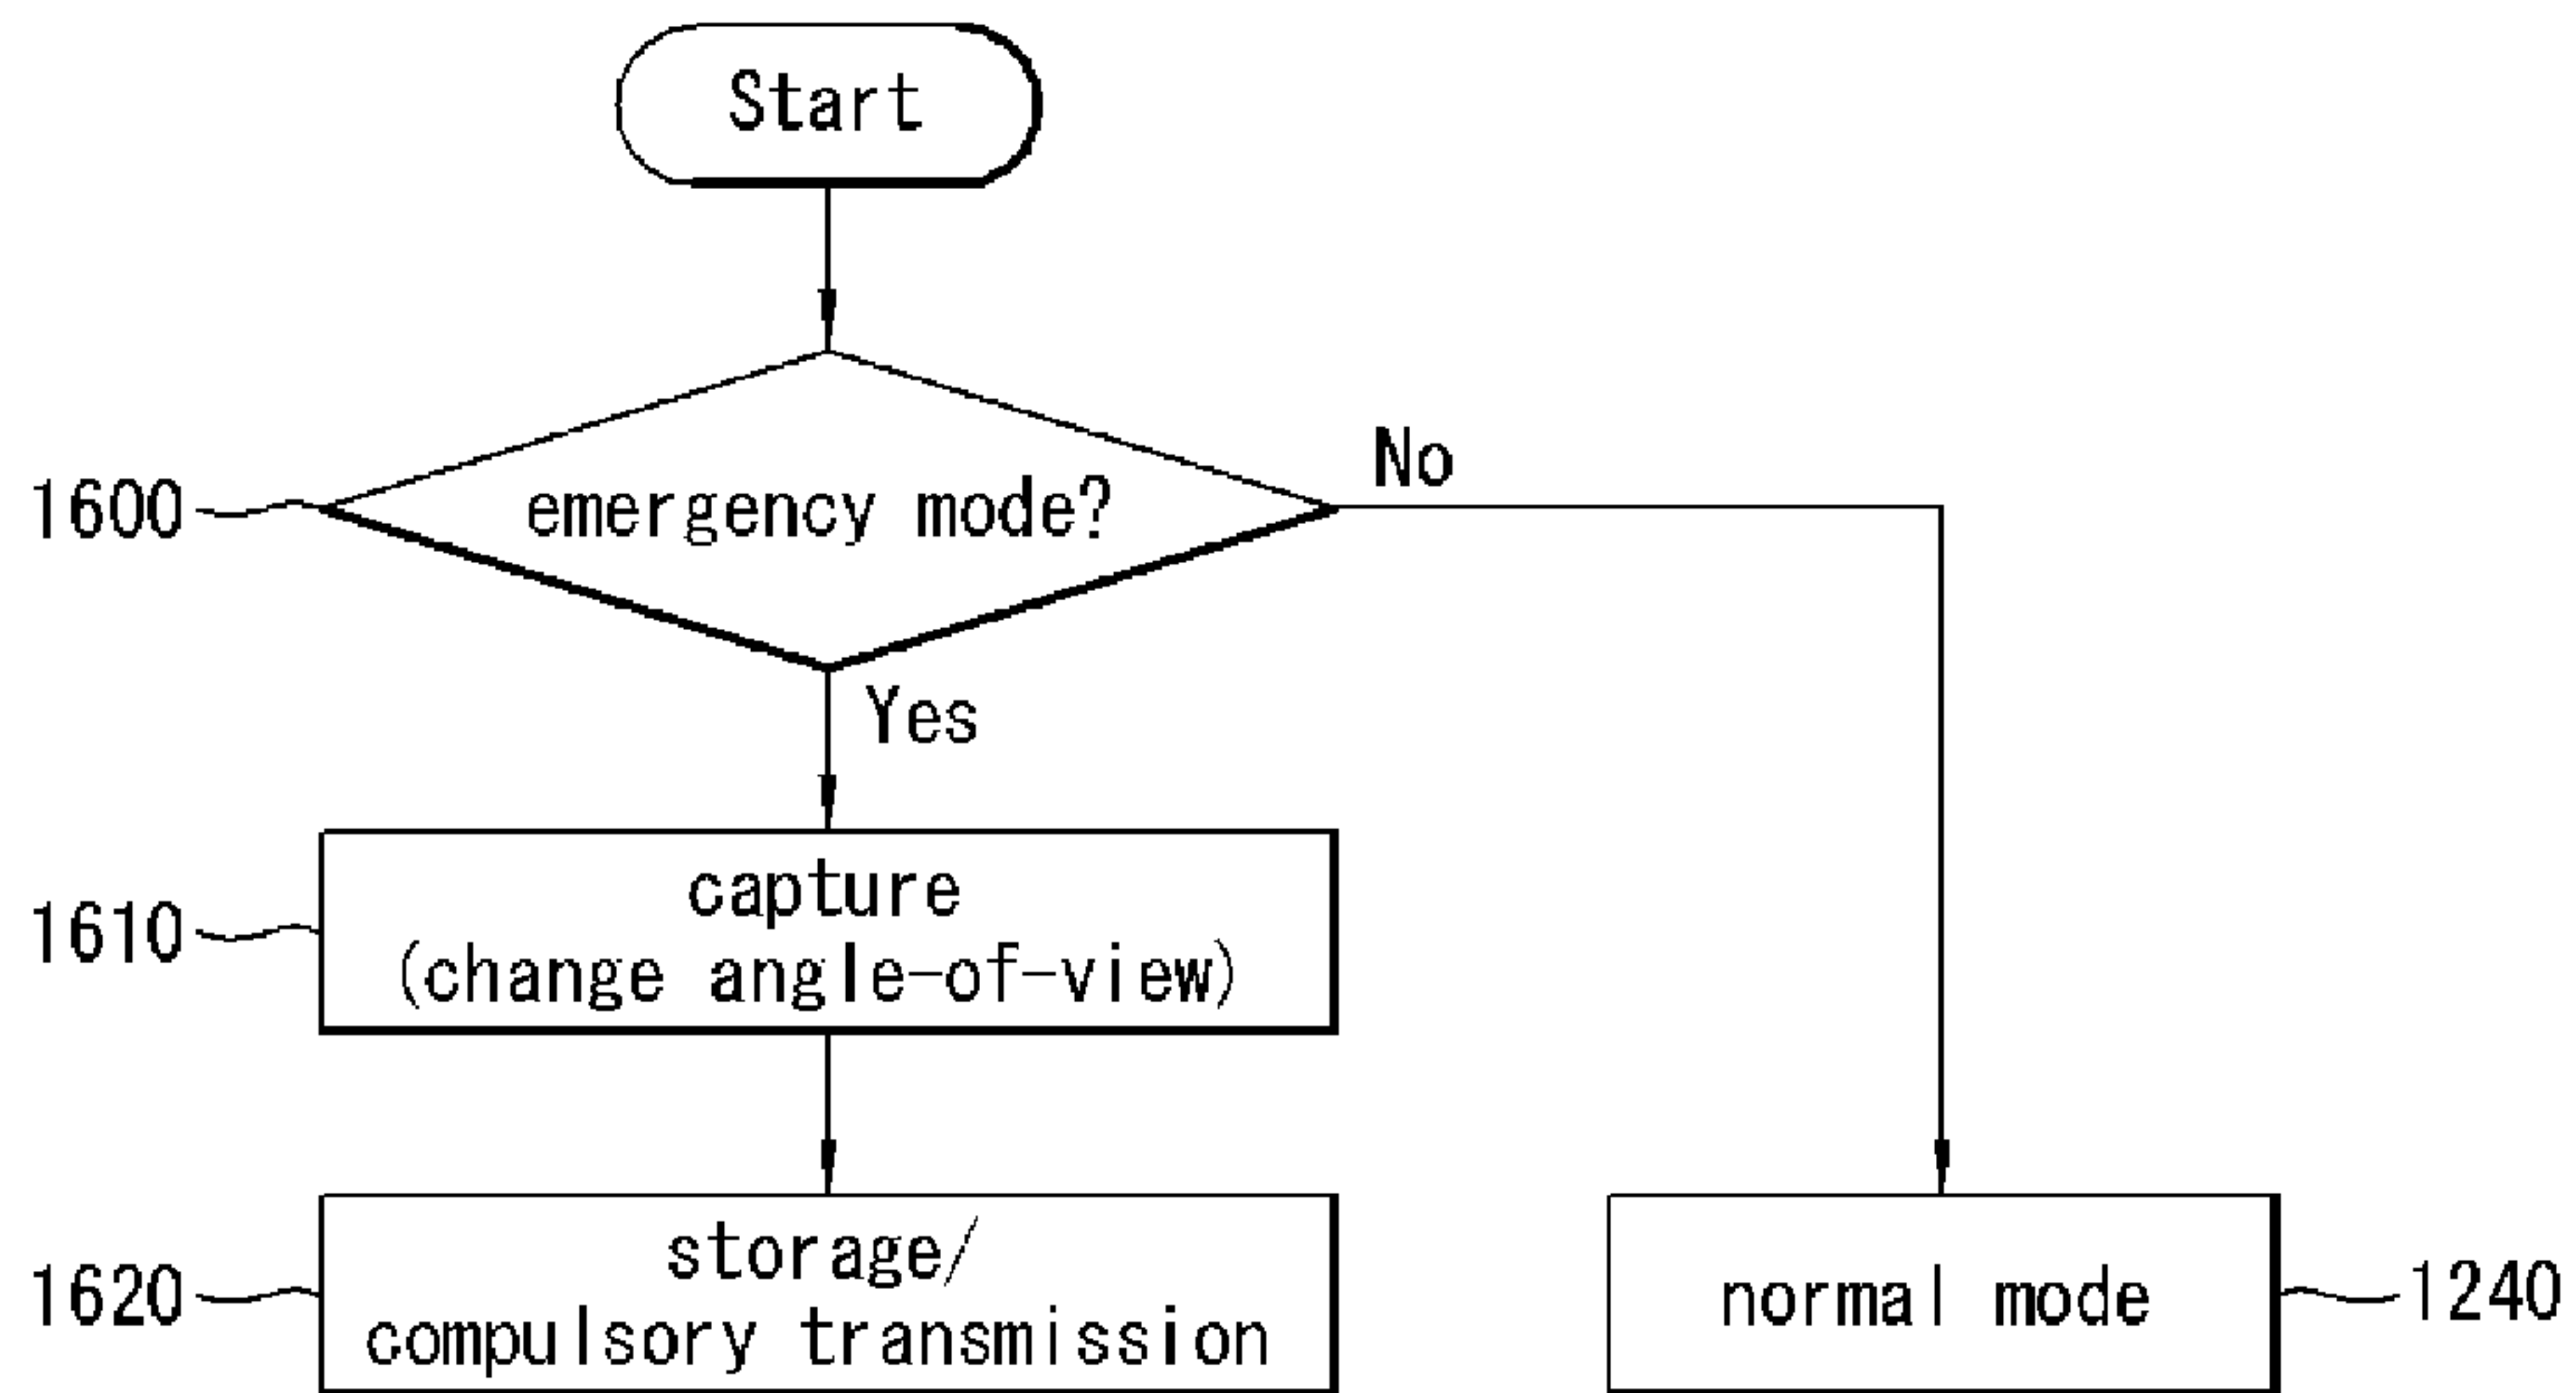 Start
1600
emergency mode?
No
Yes
1610
capture
(change angle-of-view)
1620
storage/
compulsory transmission
normal mode
1240